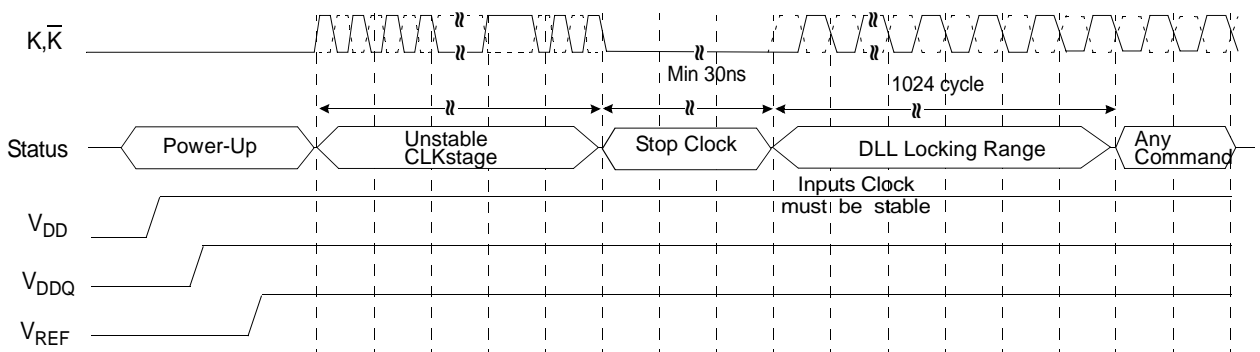 K,K̅
Min 30ns
1024 cycle
Status
Power-Up
Unstable
CLKstage
Stop Clock
DLL Locking Range
Any
Command
Inputs Clock
must be stable
VDD
VDDQ
VREF